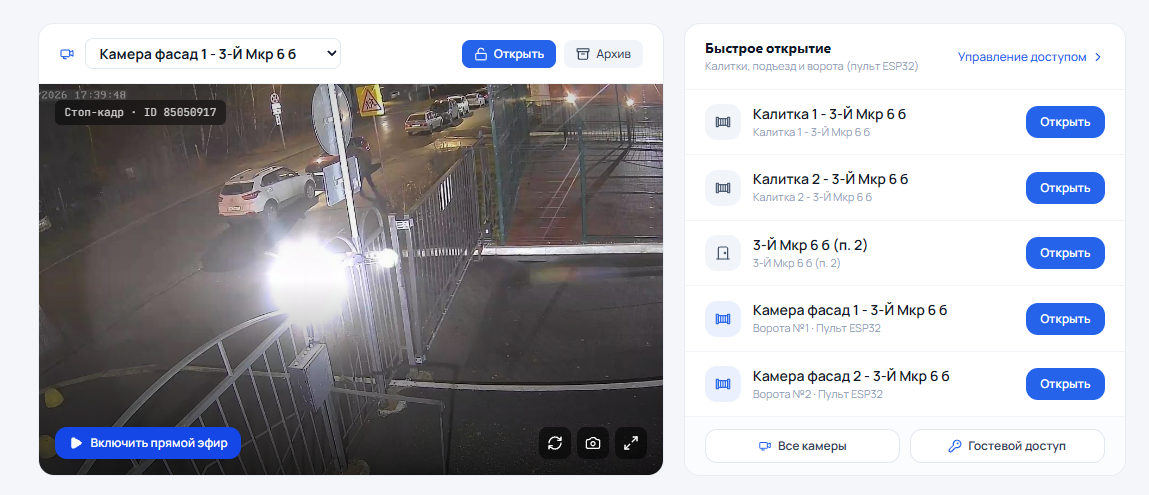 Камера фасад 1 - 3-Й Мкр 6 б
Открыть
Архив
/2026 17:39:48
Стоп-кадр · ID 85050917
Включить прямой эфир
Быстрое открытие
Калитки, подъезд и ворота (пульт ESP32)
Управление доступом
Калитка 1 - 3-Й Мкр 6 б
Калитка 1 - 3-Й Мкр 6 б
Открыть
Калитка 2 - 3-Й Мкр 6 б
Калитка 2 - 3-Й Мкр 6 б
Открыть
3-Й Мкр 6 б (п. 2)
3-Й Мкр 6 б (п. 2)
Открыть
Камера фасад 1 - 3-Й Мкр 6 б
Ворота №1 · Пульт ESP32
Открыть
Камера фасад 2 - 3-Й Мкр 6 б
Ворота №2 · Пульт ESP32
Открыть
Все камеры
Гостевой доступ